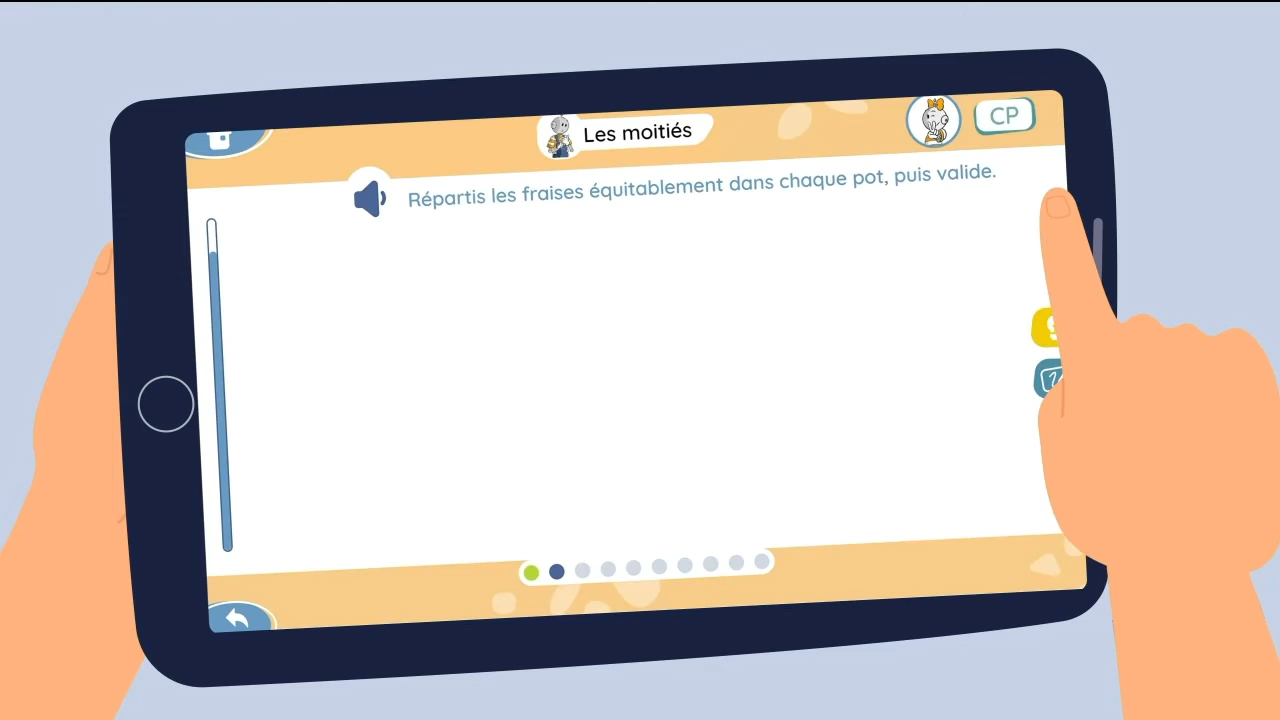 Les moitiés
CP
Répartis les fraises équitablement dans chaque pot, puis valide.